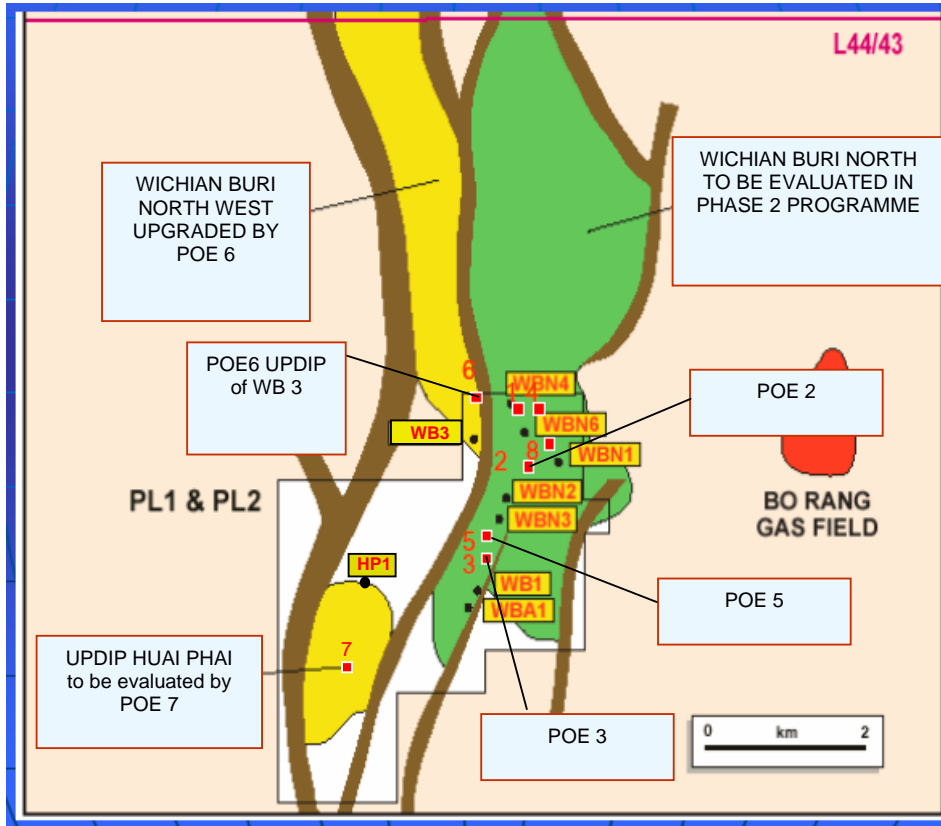 L44/43
WICHIAN BURI
NORTH WEST
UPGRADED BY
POE 6
WICHIAN BURI NORTH
TO BE EVALUATED IN
PHASE 2 PROGRAMME
POE6 UPDIP
of WB 3
6
WBN4
1
4
POE 2
WB3
WBN6
8
WBN1
2
PL1 & PL2
WBN2
BO RANG
GAS FIELD
WBN3
5
3
HP1
WB1
POE 5
WBA1
UPDIP HUAI PHAI
to be evaluated by
POE 7
7
POE 3
0 km 2